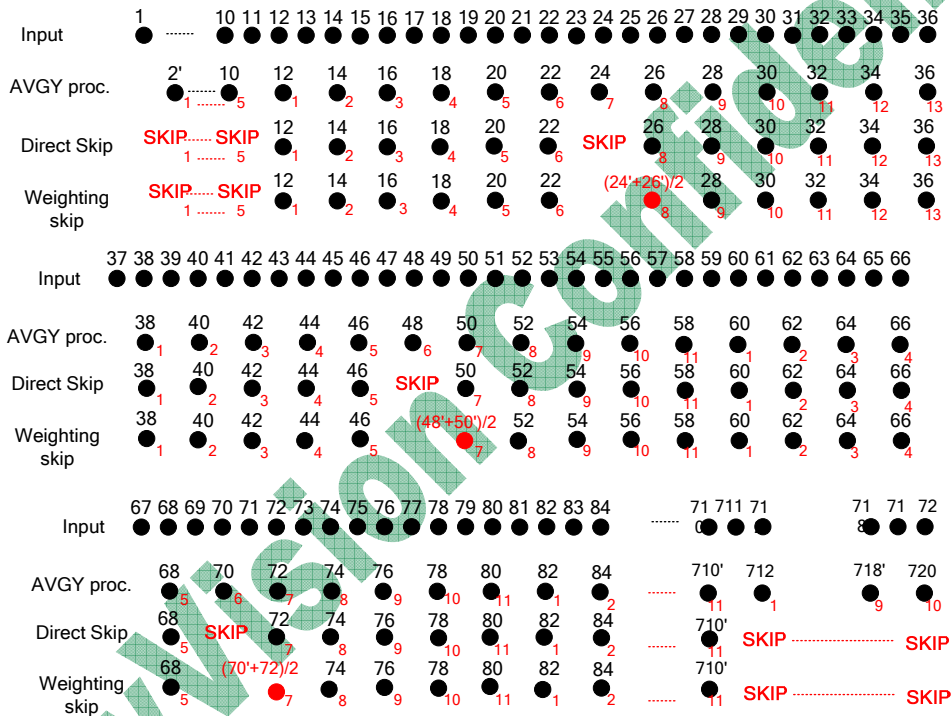 1 10 11 12 13 14 15 16 17 18 19 20 21 22 23 24 25 26 27 28 29 30 31 32 33 34 35 36
Input
2' 10 12 14 16 18 20 22 24 26 28 30 32 34 36
AVGY proc.
1 ...... 5 1 2 3 4 5 6 7 8 9 10 11 12 13
SKIP ...... SKIP 12 14 16 18 20 22 SKIP 26 28 30 32 34 36
Direct Skip
1 ...... 5 1 2 3 4 5 6 8 9 10 11 12 13
SKIP ...... SKIP 12 14 16 18 20 22 (24'+26')/2 28 30 32 34 36
Weighting
skip
1 ...... 5 1 2 3 4 5 6 8 9 10 11 12 13
37 38 39 40 41 42 43 44 45 46 47 48 49 50 51 52 53 54 55 56 57 58 59 60 61 62 63 64 65 66
Input
38 40 42 44 46 48 50 52 54 56 58 60 62 64 66
AVGY proc.
1 2 3 4 5 6 7 8 9 10 11 1 2 3 4
38 40 42 44 46 SKIP 50 52 54 56 58 60 62 64 66
Direct Skip
1 2 3 4 5 7 8 9 10 11 1 2 3 4
38 40 42 44 46 (48'+50')/2 52 54 56 58 60 62 64 66
Weighting
skip
1 2 3 4 5 7 8 9 10 11 1 2 3 4
67 68 69 70 71 72 73 74 75 76 77 78 79 80 81 82 83 84 ...... 71 711 71 71 71 72
Input
68 70 72 74 76 78 80 82 84 710' 712 718' 720
AVGY proc.
5 6 7 8 9 10 11 1 2 ...... 11 1 9 10
68 SKIP 72 74 76 78 80 82 84 710' SKIP ...... SKIP
Direct Skip
5 7 8 9 10 11 1 2 ...... 11
68 (70'+72)/2 74 76 78 80 82 84 710' SKIP ...... SKIP
Weighting
skip
5 7 8 9 10 11 1 2 ...... 11
Vision Confiden